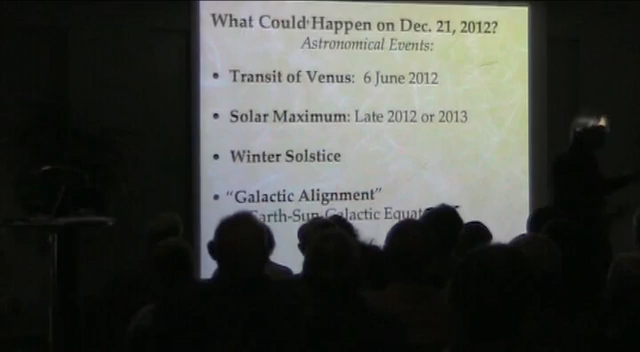 What Could Happen on Dec. 21, 2012?
Astronomical Events:
• Transit of Venus: 6 June 2012
• Solar Maximum: Late 2012 or 2013
• Winter Solstice
• “Galactic Alignment”
Earth-Sun-Galactic